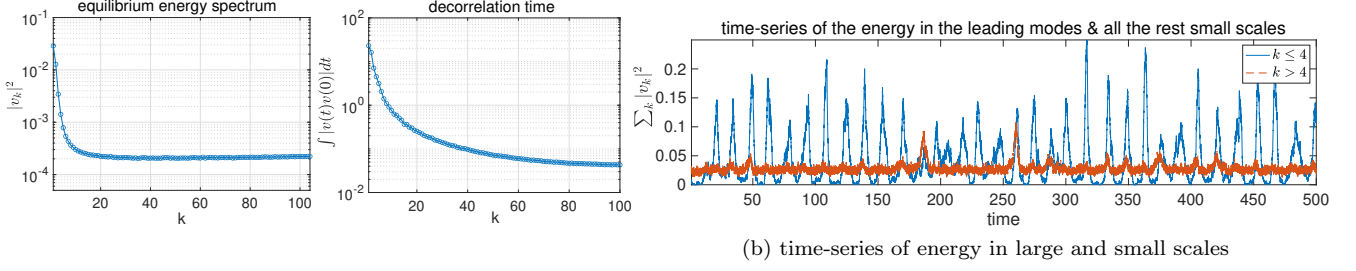 equilibrium energy spectrum
10^{-1}
10^{-2}
10^{-3}
10^{-4}
|v_k|^2
20
40
60
80
100
k
decorrelation time
10^2
10^0
10^{-2}
∫ |v(t)v(0)|dt
20
40
60
80
100
k
time-series of the energy in the leading modes & all the rest small scales
0.2
0.15
0.1
0.05
0
∑_k |v_k|^2
k ≤ 4
k > 4
50
100
150
200
250
300
350
400
450
500
time
(b) time-series of energy in large and small scales